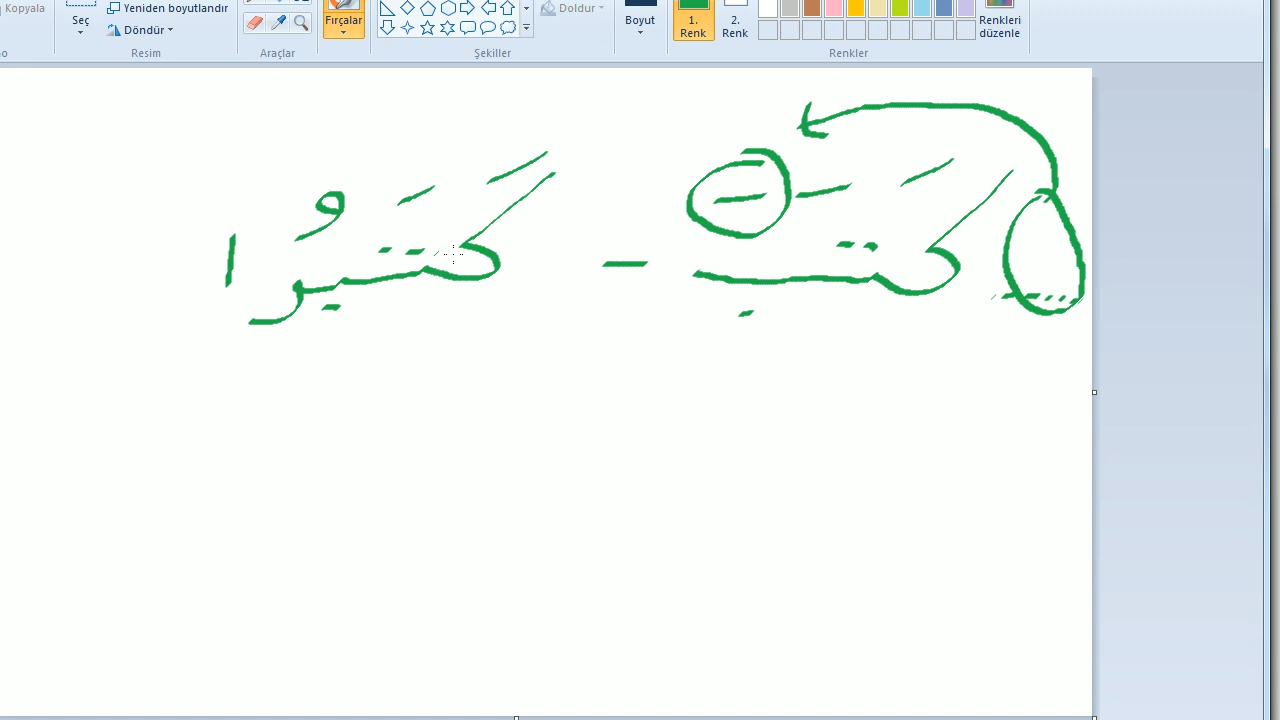 Kopyala
Seç
Yeniden boyutlandır
Döndür
Resim
Araçlar
Fırçalar
Şekiller
Doldur
Boyut
1. Renk
2. Renk
Renkler
Renkleri düzenle
كَتَبَ - كَتَبُوا